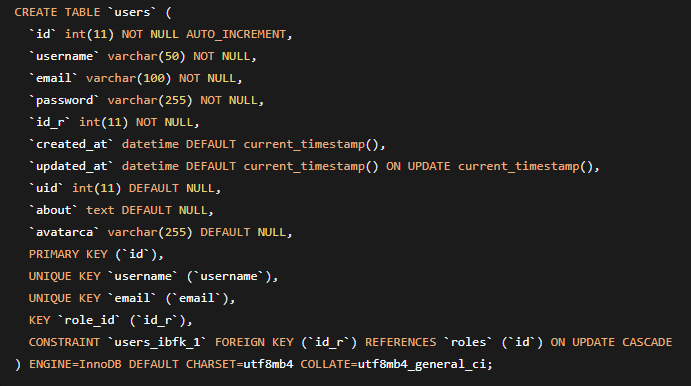 CREATE TABLE `users` (
  `id` int(11) NOT NULL AUTO_INCREMENT,
  `username` varchar(50) NOT NULL,
  `email` varchar(100) NOT NULL,
  `password` varchar(255) NOT NULL,
  `id_r` int(11) NOT NULL,
  `created_at` datetime DEFAULT current_timestamp(),
  `updated_at` datetime DEFAULT current_timestamp() ON UPDATE current_timestamp(),
  `uid` int(11) DEFAULT NULL,
  `about` text DEFAULT NULL,
  `avatarca` varchar(255) DEFAULT NULL,
  PRIMARY KEY (`id`),
  UNIQUE KEY `username` (`username`),
  UNIQUE KEY `email` (`email`),
  KEY `role_id` (`id_r`),
  CONSTRAINT `users_ibfk_1` FOREIGN KEY (`id_r`) REFERENCES `roles` (`id`) ON UPDATE CASCADE
) ENGINE=InnoDB DEFAULT CHARSET=utf8mb4 COLLATE=utf8mb4_general_ci;